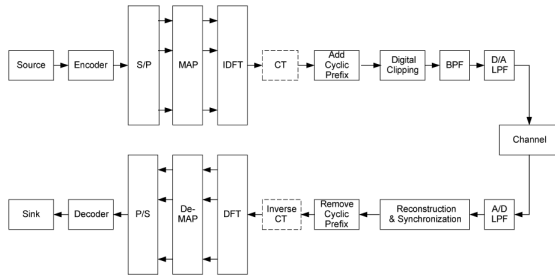 Source
Encoder
S/P
MAP
IDFT
CT
Add
Cyclic
Prefix
Digital
Clipping
BPF
D/A
LPF
Channel
Sink
Decoder
P/S
De-
MAP
DFT
Inverse
CT
Remove
Cyclic
Prefix
Reconstruction
& Synchronization
A/D
LPF